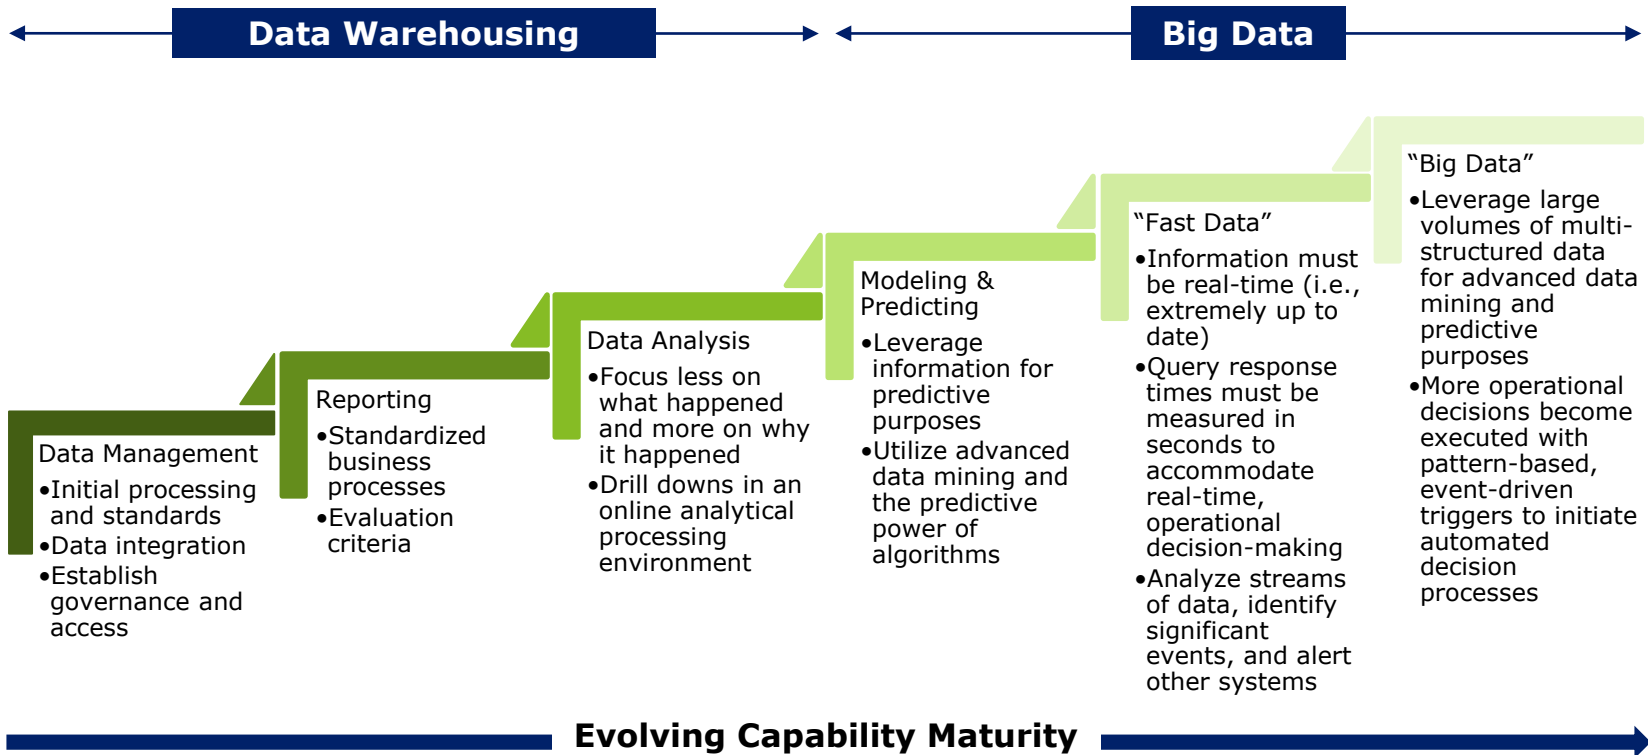 Data Warehousing
Big Data
Data Management
•Initial processing
and standards
•Data integration
•Establish
governance and
access
Reporting
•Standardized
business
processes
•Evaluation
criteria
Data Analysis
•Focus less on
what happened
and more on why
it happened
•Drill downs in an
online analytical
processing
environment
Modeling &
Predicting
•Leverage
information for
predictive
purposes
•Utilize advanced
data mining and
the predictive
power of
algorithms
“Fast Data”
•Information must
be real-time (i.e.,
extremely up to
date)
•Query response
times must be
measured in
seconds to
accommodate
real-time,
operational
decision-making
•Analyze streams
of data, identify
significant
events, and alert
other systems
“Big Data”
•Leverage large
volumes of multi-
structured data
for advanced data
mining and
predictive
purposes
•More operational
decisions become
executed with
pattern-based,
event-driven
triggers to initiate
automated
decision
processes
Evolving Capability Maturity